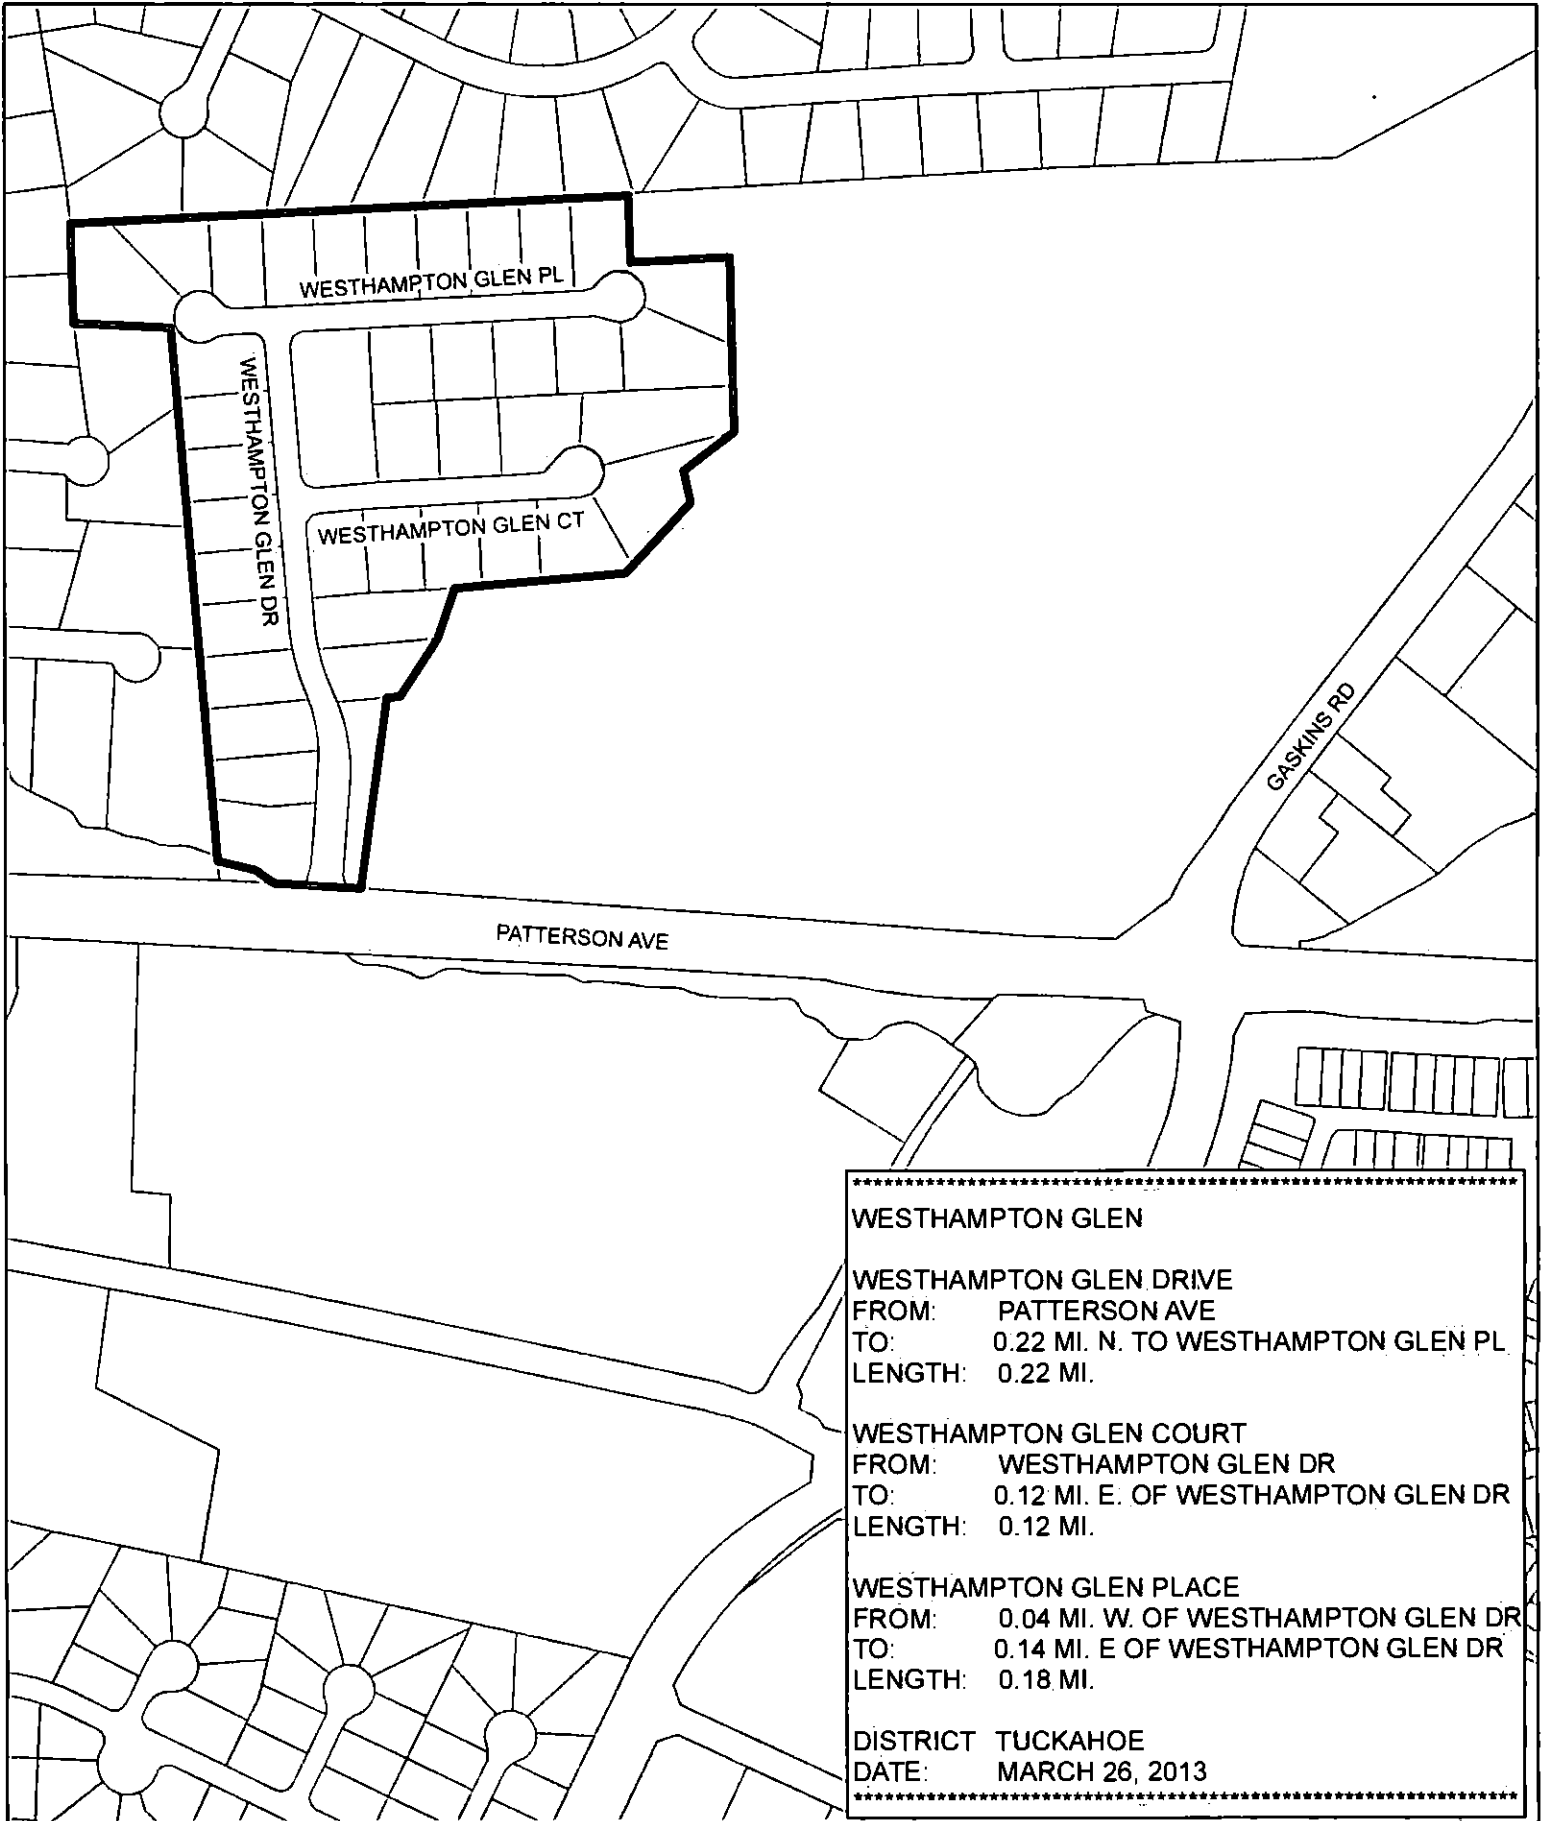 WESTHAMPTON GLEN PL
WESTHAMPTON GLEN DR
WESTHAMPTON GLEN CT
GASKINS RD
PATTERSON AVE
WESTHAMPTON GLEN
WESTHAMPTON GLEN DRIVE
FROM: PATTERSON AVE
TO: 0.22 MI. N. TO WESTHAMPTON GLEN PL
LENGTH: 0.22 MI.
WESTHAMPTON GLEN COURT
FROM: WESTHAMPTON GLEN DR
TO: 0.12 MI. E. OF WESTHAMPTON GLEN DR
LENGTH: 0.12 MI.
WESTHAMPTON GLEN PLACE
FROM: 0.04 MI. W. OF WESTHAMPTON GLEN DR
TO: 0.14 MI. E OF WESTHAMPTON GLEN DR
LENGTH: 0.18 MI.
DISTRICT TUCKAHOE
DATE: MARCH 26, 2013